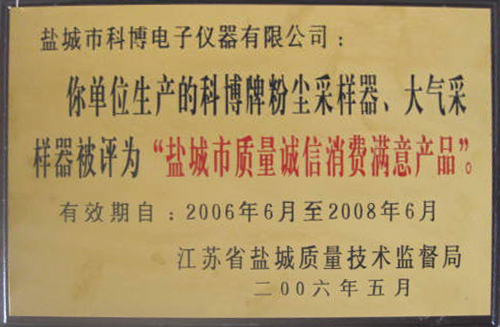 盐城市科博电子仪器有限公司：
你单位生产的科博牌粉尘采样器、大气采
样器被评为“盐城市质量诚信消费满意产品”。
有效期自：2006年6月至2008年6月
江苏省盐城质量技术监督局
二00六年五月